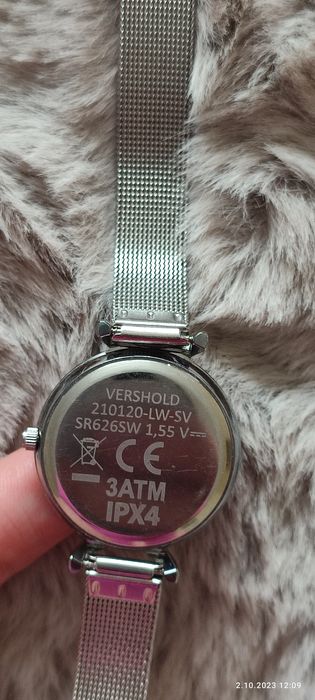 VERSHOLD
210120-LW-SV
SR626SW 1,55 V⎓
CE
3ATM
IPX4
2.10.2023 12:09